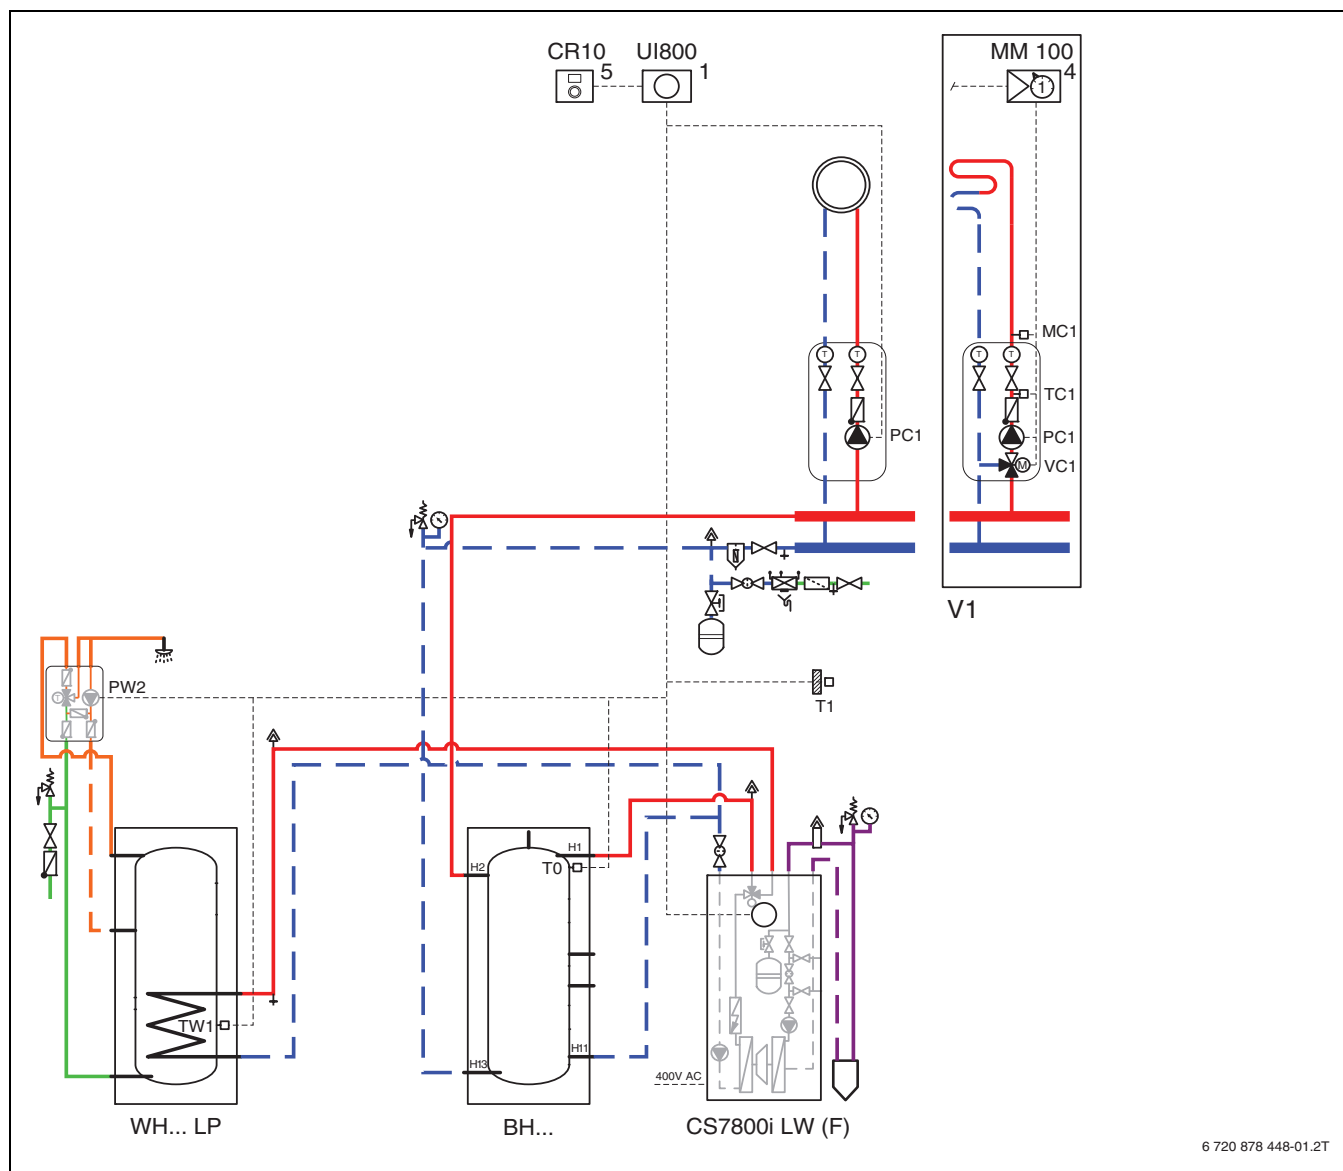 CR10 UI800 MM 100
5 1 4
1
MC1
T T T T
TC1
PC1 PC1
M VC1
V1
PW2
T
T1
H1
H2 T0
TW1
H13 H11
400V AC
WH... LP BH... CS7800i LW (F)
6 720 878 448-01.2T